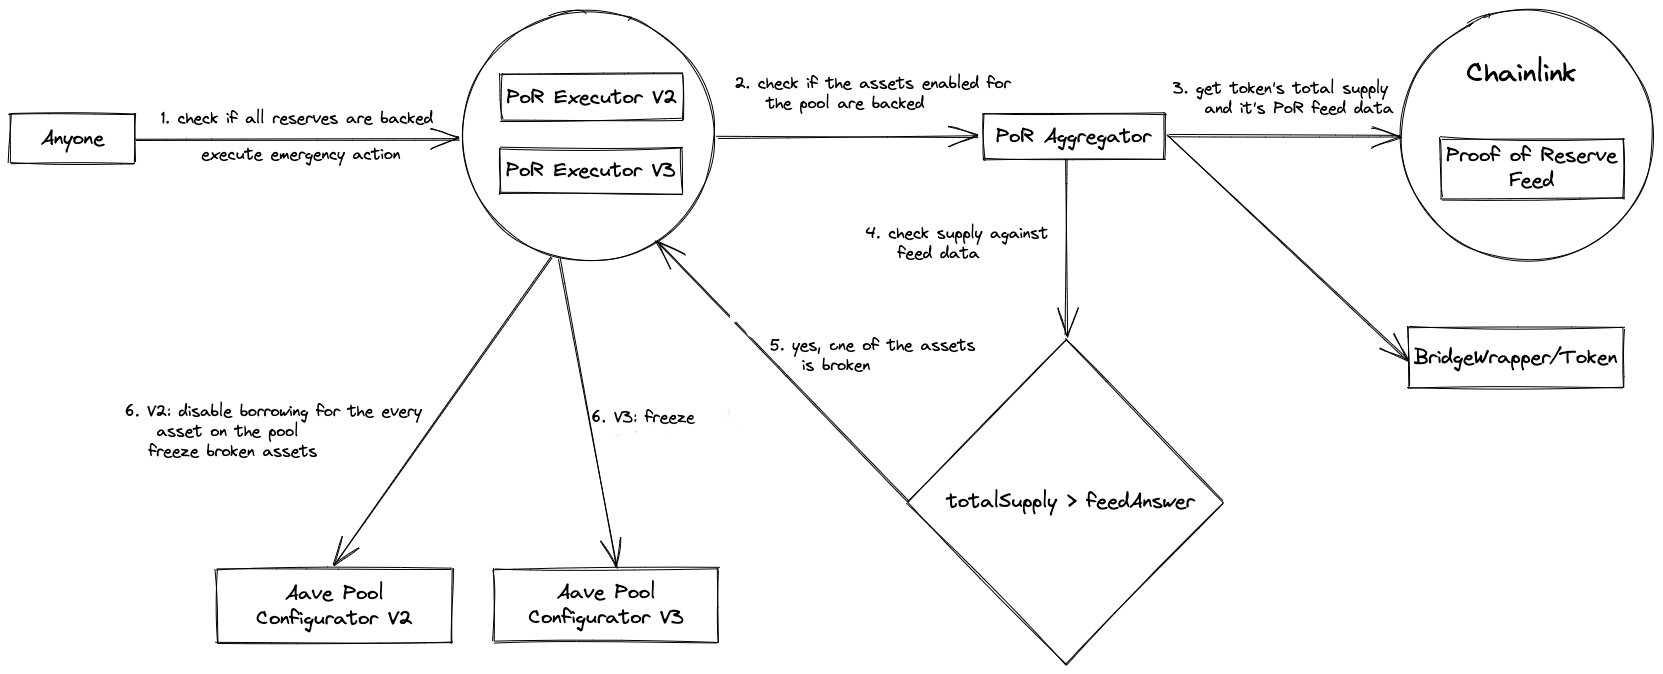 Anyone
1. check if all reserves are backed
execute emergency action
PoR Executor V2
PoR Executor V3
2. check if the assets enabled for
the pool are backed
PoR Aggregator
3. get token's total supply
and it's PoR feed data
Chainlink
Proof of Reserve
Feed
BridgeWrapper/Token
4. check supply against
feed data
totalSupply > feedAnswer
5. yes, one of the assets
is broken
6. V2: disable borrowing for the every
asset on the pool
freeze broken assets
6. V3: freeze
Aave Pool
Configurator V2
Aave Pool
Configurator V3